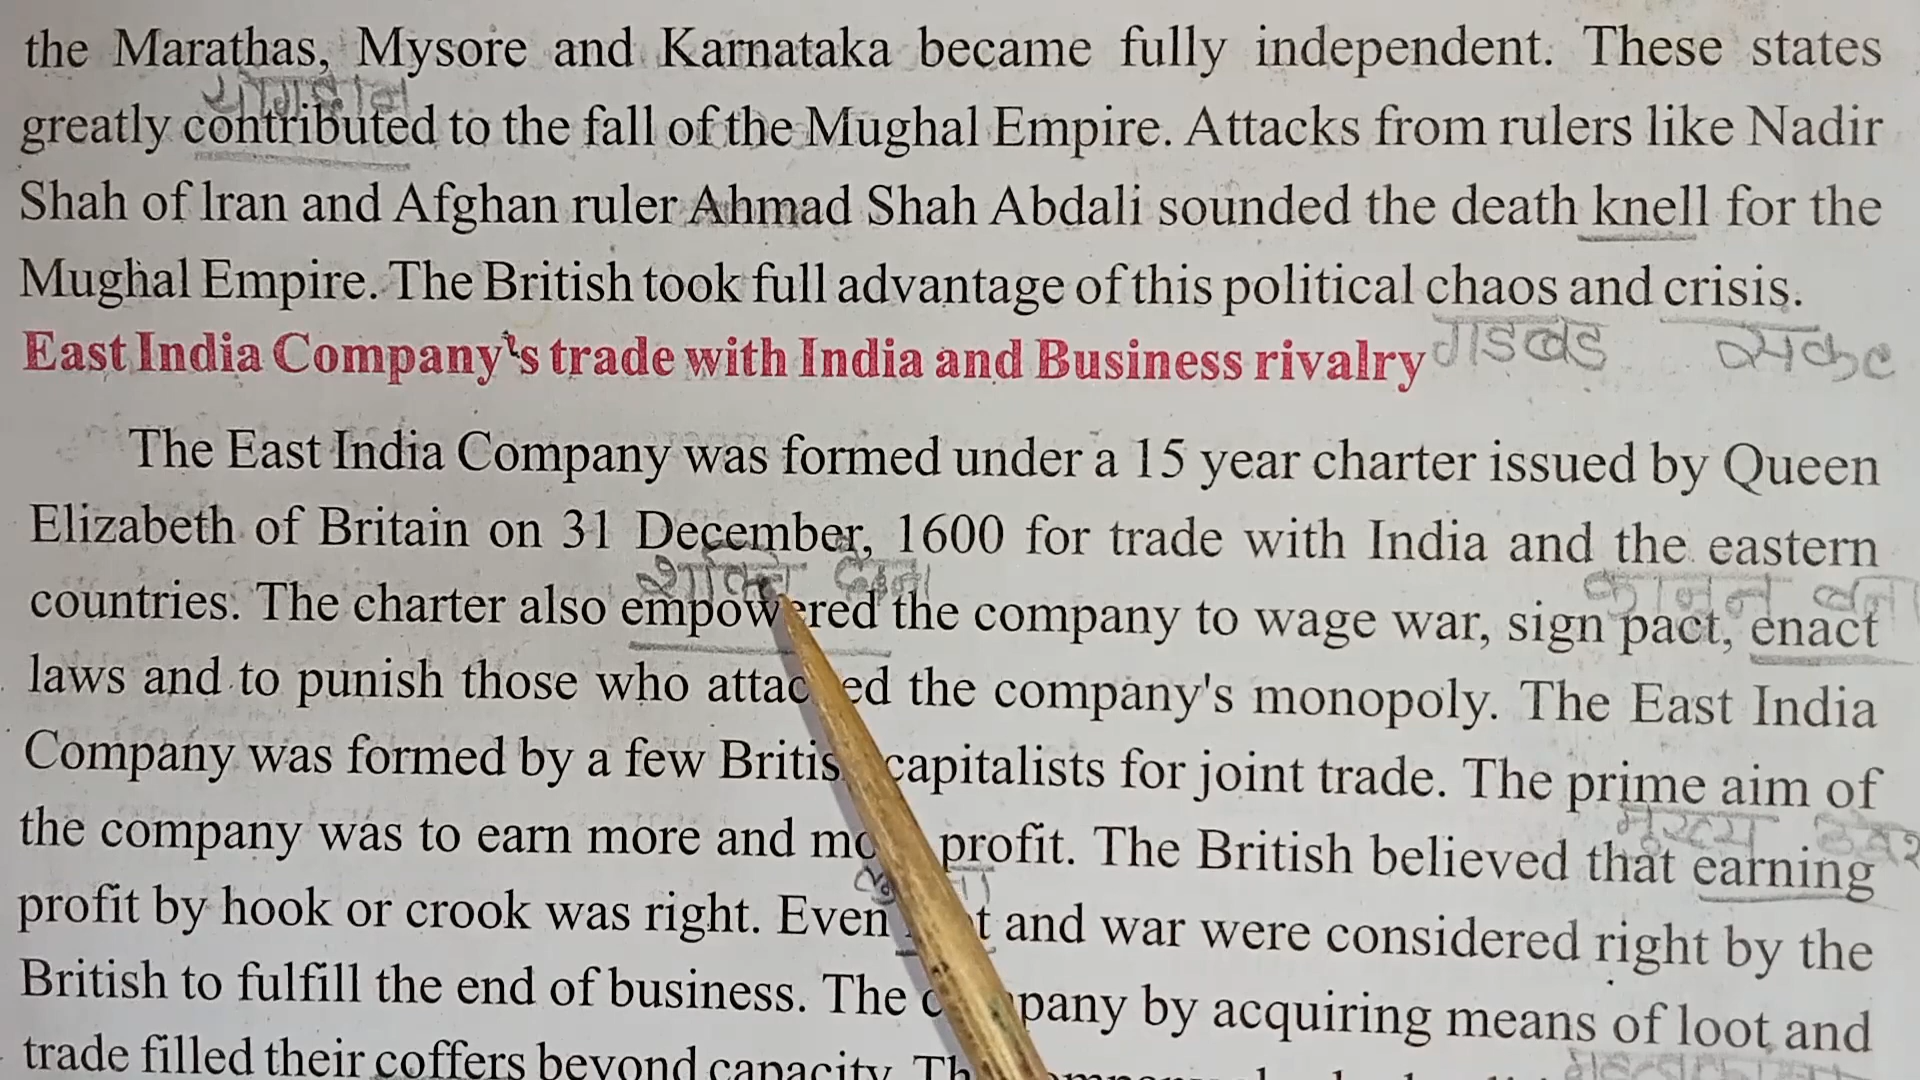 the Marathas, Mysore and Karnataka became fully independent. These states
योगदान
greatly contributed to the fall of the Mughal Empire. Attacks from rulers like Nadir
Shah of lran and Afghan ruler Ahmad Shah Abdali sounded the death knell for the
Mughal Empire. The British took full advantage of this political chaos and crisis.
East India Company's trade with India and Business rivalry गडबड
The East India Company was formed under a 15 year charter issued by Queen
Elizabeth of Britain on 31 December, 1600 for trade with India and the eastern
countries. The charter also empowered the company to wage war, sign pact, enact
laws and to punish those who the company's monopoly. The East India
Company was formed by a few capitalists for joint trade. The prime aim of
the company was to earn more and profit. The British believed that earning
profit by hook or crook was right. Even and war were considered right by the
British to fulfill the end of business. The by acquiring means of loot and
trade filled their coffers beyond capacity.